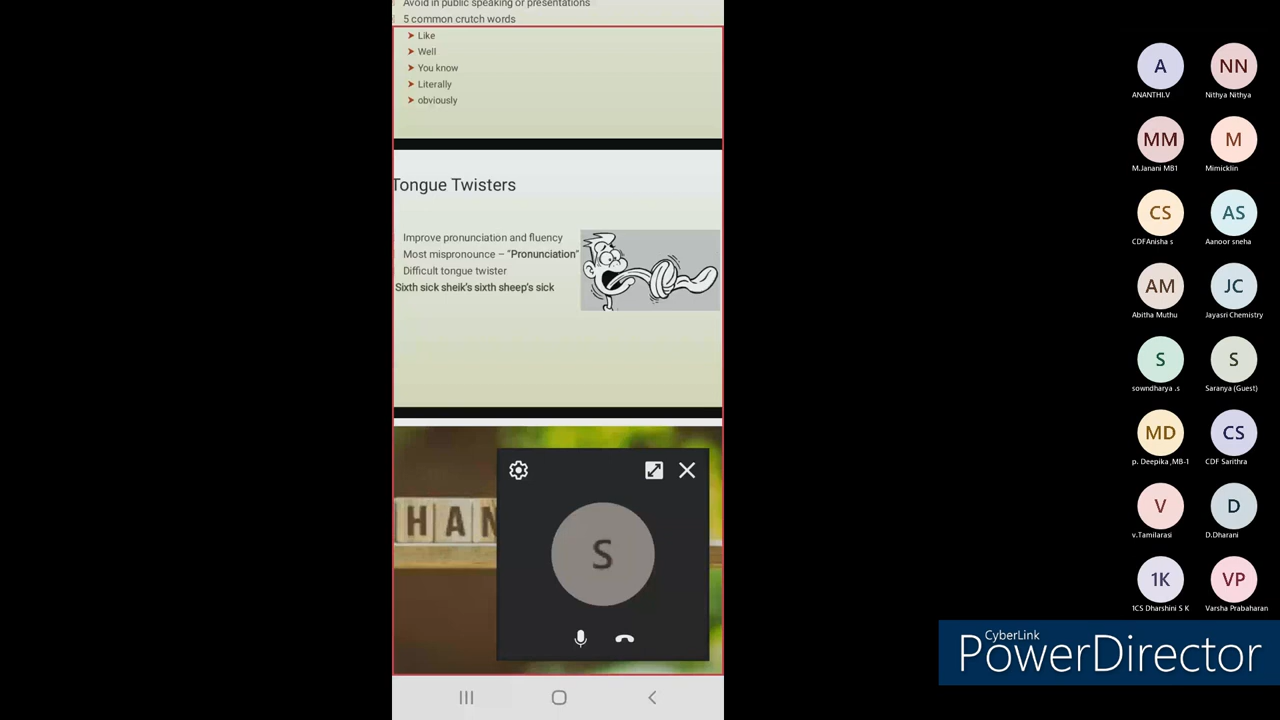 Avoid in public speaking or presentations
5 common crutch words
Like
Well
You know
Literally
obviously
Tongue Twisters
Improve pronunciation and fluency
Most mispronounce – "Pronunciation"
Difficult tongue twister
Sixth sick sheik's sixth sheep's sick
HAN
S
A
ANANTHI.V
NN
Nithya Nithya
MM
M.Janani MB1
M
Mimicklin
CS
CDFAnisha s
AS
Aanoor sneha
AM
Abitha Muthu
JC
Jayasri Chemistry
S
sowndharya .s
S
Saranya (Guest)
MD
p. Deepika ,MB-1
CS
CDF Sarithra
V
v.Tamilarasi
D
D.Dharani
1K
1CS Dharshini S K
VP
Varsha Prabaharan
CyberLink
PowerDirector